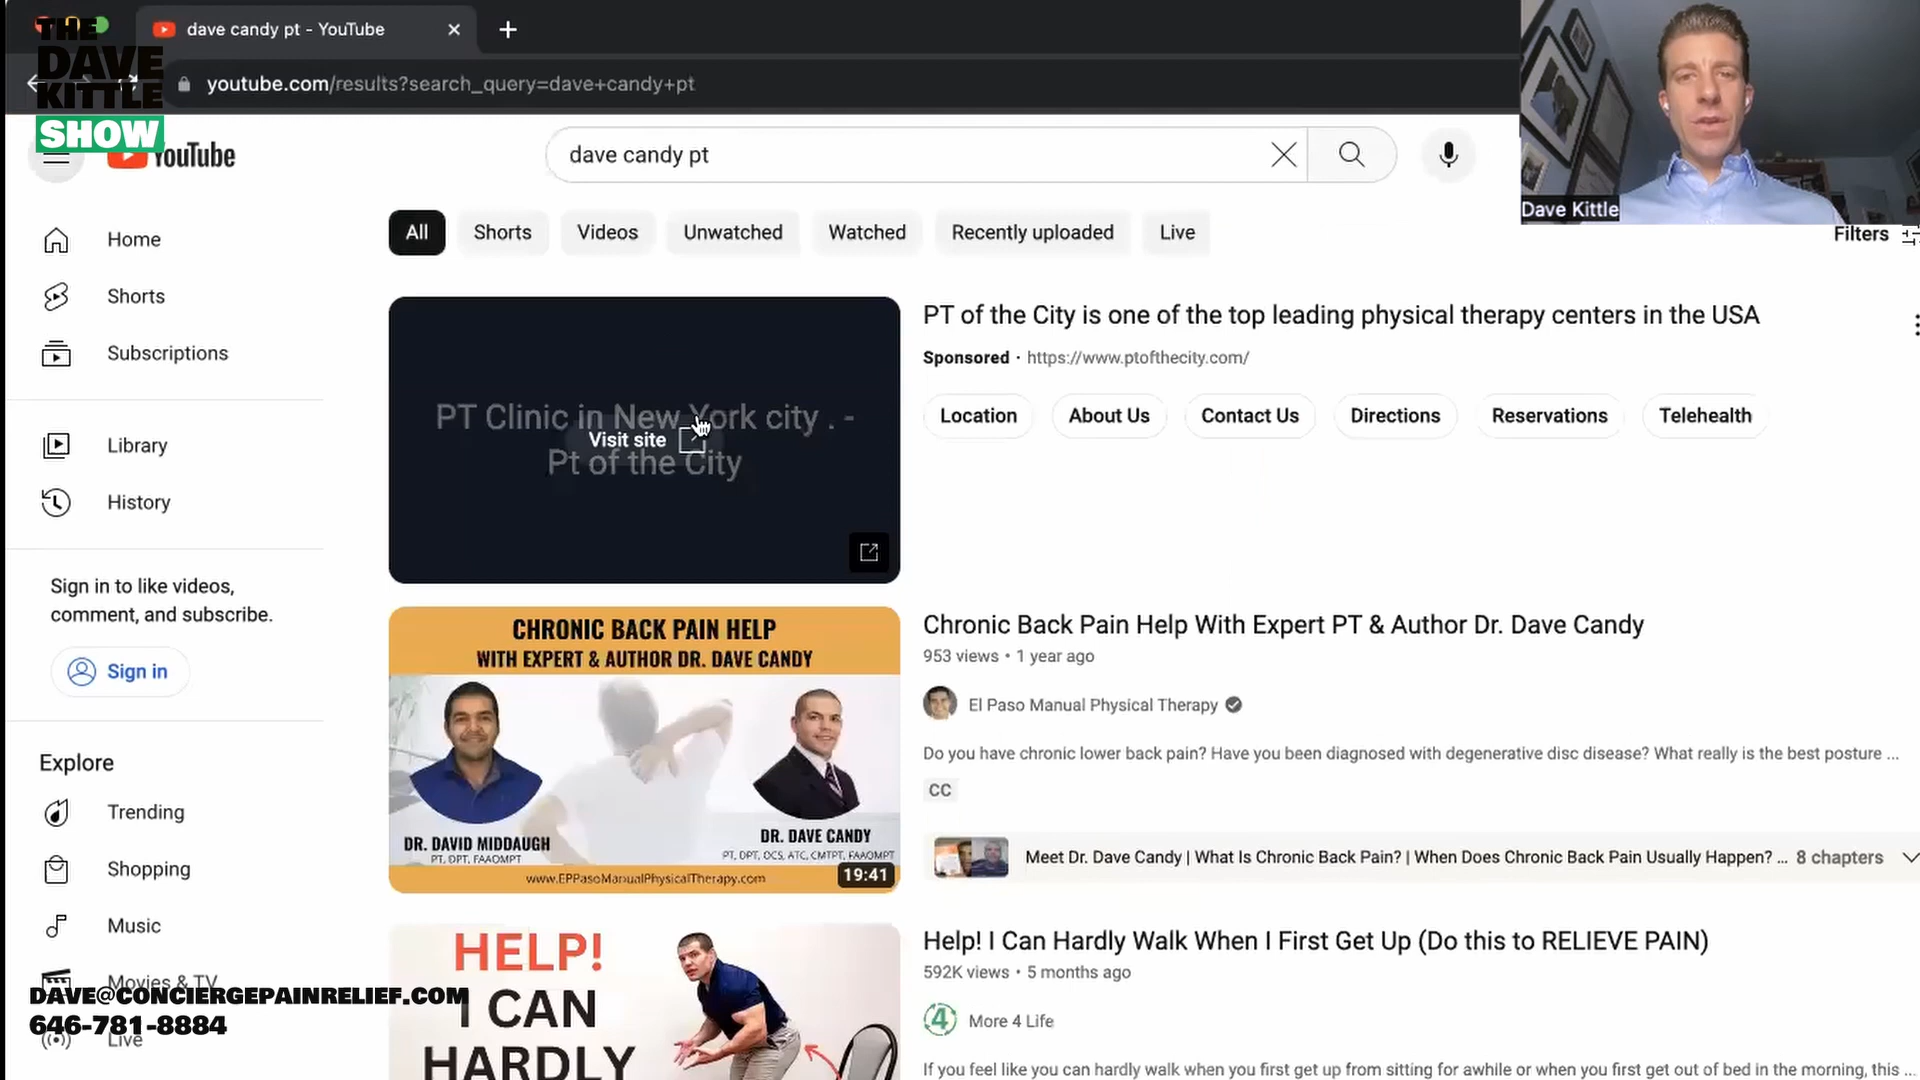 THE
DAVE
KITTLE
SHOW
dave candy pt - YouTube
youtube.com/results?search_query=dave+candy+pt
YouTube
dave candy pt
Dave Kittle
Home
Shorts
Subscriptions
Library
History
Sign in to like videos,
comment, and subscribe.
Sign in
Explore
Trending
Shopping
Music
Movies & TV
Live
DAVE@CONCIERGEPAINRELIEF.COM
646-781-8884
All
Shorts
Videos
Unwatched
Watched
Recently uploaded
Live
Filters
PT Clinic in New York city . -
Pt of the City
Visit site
PT of the City is one of the top leading physical therapy centers in the USA
Sponsored · https://www.ptofthecity.com/
Location
About Us
Contact Us
Directions
Reservations
Telehealth
CHRONIC BACK PAIN HELP
WITH EXPERT & AUTHOR DR. DAVE CANDY
DR. DAVID MIDDAUGH
PT, DPT, FAAOMPT
DR. DAVE CANDY
PT, DPT, OCS, ATC, CMTPT, FAAOMPT
www.EPPasoManualPhysicalTherapy.com
19:41
Chronic Back Pain Help With Expert PT & Author Dr. Dave Candy
953 views • 1 year ago
El Paso Manual Physical Therapy
Do you have chronic lower back pain? Have you been diagnosed with degenerative disc disease? What really is the best posture ...
CC
Meet Dr. Dave Candy | What Is Chronic Back Pain? | When Does Chronic Back Pain Usually Happen? ...
8 chapters
HELP!
I CAN
HARDLY
Help! I Can Hardly Walk When I First Get Up (Do this to RELIEVE PAIN)
592K views • 5 months ago
4
More 4 Life
If you feel like you can hardly walk when you first get up from sitting for awhile or when you first get out of bed in the morning, this ...